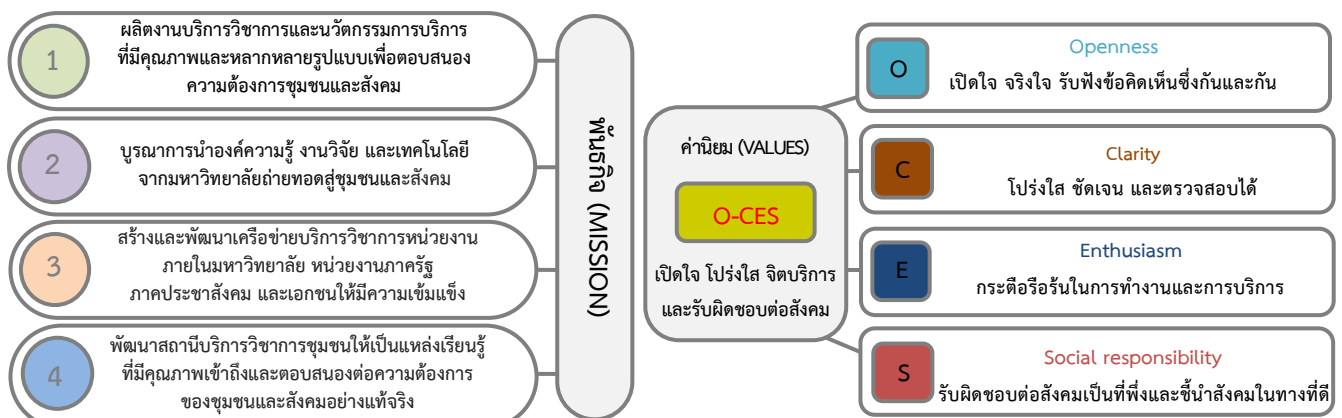 1
ผลิตงานบริการวิชาการและนวัตกรรมการบริการ
ที่มีคุณภาพและหลากหลายรูปแบบเพื่อตอบสนอง
ความต้องการชุมชนและสังคม
2
บูรณาการนำองค์ความรู้ งานวิจัย และเทคโนโลยี
จากมหาวิทยาลัยถ่ายทอดสู่ชุมชนและสังคม
3
สร้างและพัฒนาเครือข่ายบริการวิชาการหน่วยงาน
ภายในมหาวิทยาลัย หน่วยงานภาครัฐ
ภาคประชาสังคม และเอกชนให้มีความเข้มแข็ง
4
พัฒนาสถานีบริการวิชาการชุมชนให้เป็นแหล่งเรียนรู้
ที่มีคุณภาพเข้าถึงและตอบสนองต่อความต้องการ
ของชุมชนและสังคมอย่างแท้จริง
พันธกิจ (MISSION)
ค่านิยม (VALUES)
O-CES
เปิดใจ โปร่งใส จิตบริการ
และรับผิดชอบต่อสังคม
O
Openness
เปิดใจ จริงใจ รับฟังข้อคิดเห็นซึ่งกันและกัน
C
Clarity
โปร่งใส ชัดเจน และตรวจสอบได้
E
Enthusiasm
กระตือรือร้นในการทำงานและการบริการ
S
Social responsibility
รับผิดชอบต่อสังคมเป็นที่พึ่งและชี้นำสังคมในทางที่ดี